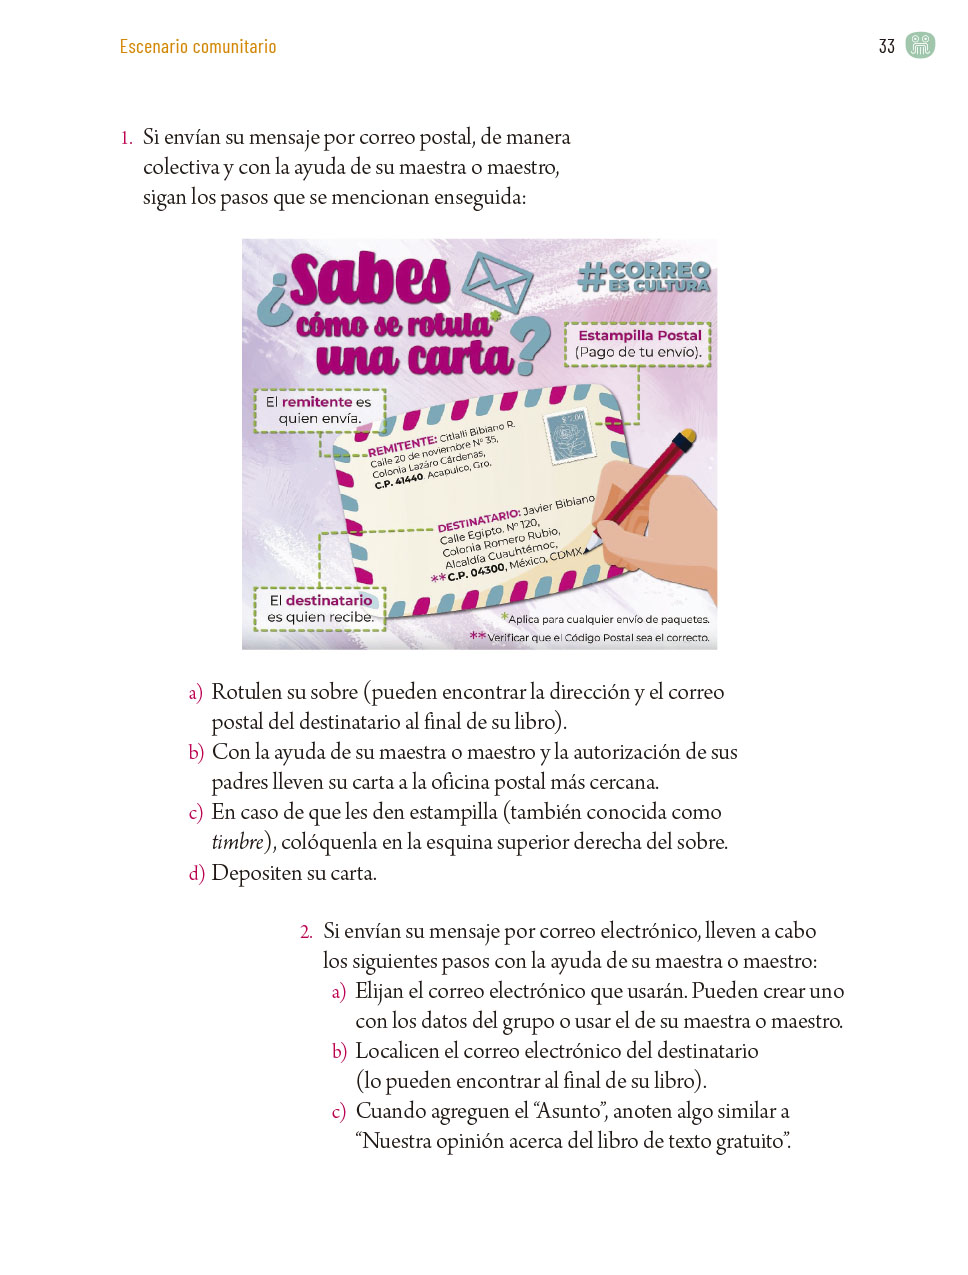 Escenario comunitario
33
1. Si envían su mensaje por correo postal, de manera
colectiva y con la ayuda de su maestra o maestro,
sigan los pasos que se mencionan enseguida:
¿Sabes
cómo se rotula*
una carta?
#CORREO
ES CULTURA
Estampilla Postal
(Pago de tu envío).
El remitente es
quien envía.
REMITENTE: Citlalli Bibiano R.
Calle 20 de noviembre Nº 35,
Colonia Lazáro Cárdenas,
C.P. 41440. Acapulco, Gro.
DESTINATARIO: Javier Bibiano
Calle Egipto. Nº 120,
Colonia Romero Rubio,
Alcaldía Cuauhtémoc,
**C.P. 04300, México, CDMX
El destinatario
es quien recibe.
*Aplica para cualquier envío de paquetes.
**Verificar que el Código Postal sea el correcto.
a) Rotulen su sobre (pueden encontrar la dirección y el correo
postal del destinatario al final de su libro).
b) Con la ayuda de su maestra o maestro y la autorización de sus
padres lleven su carta a la oficina postal más cercana.
c) En caso de que les den estampilla (también conocida como
timbre), colóquenla en la esquina superior derecha del sobre.
d) Depositen su carta.
2. Si envían su mensaje por correo electrónico, lleven a cabo
los siguientes pasos con la ayuda de su maestra o maestro:
a) Elijan el correo electrónico que usarán. Pueden crear uno
con los datos del grupo o usar el de su maestra o maestro.
b) Localicen el correo electrónico del destinatario
(lo pueden encontrar al final de su libro).
c) Cuando agreguen el “Asunto”, anoten algo similar a
“Nuestra opinión acerca del libro de texto gratuito”.